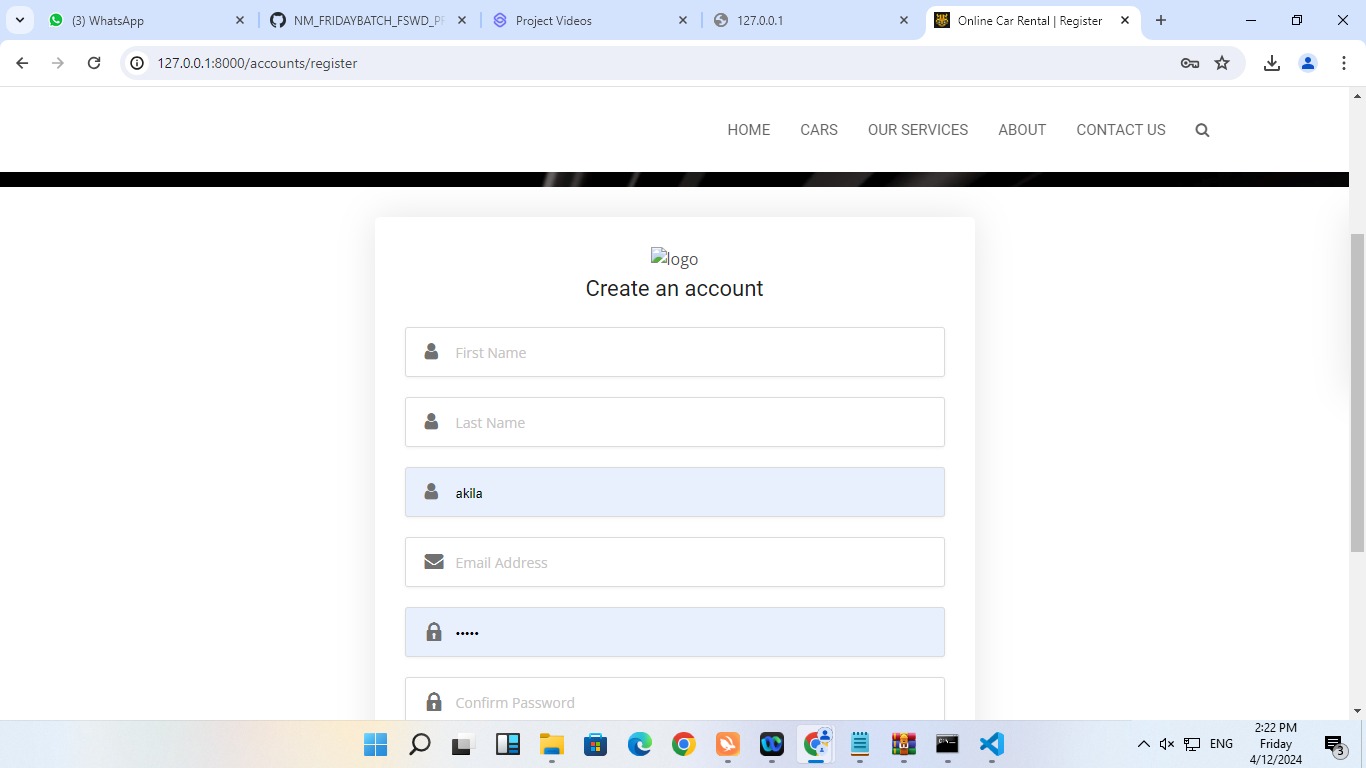 (3) WhatsApp
NM_FRIDAYBATCH_FSWD_PR
Project Videos
127.0.0.1
Online Car Rental | Register
127.0.0.1:8000/accounts/register
HOME CARS OUR SERVICES ABOUT CONTACT US
logo
Create an account
First Name
Last Name
akila
Email Address
•••••
Confirm Password
ENG
2:22 PM
Friday
4/12/2024
3